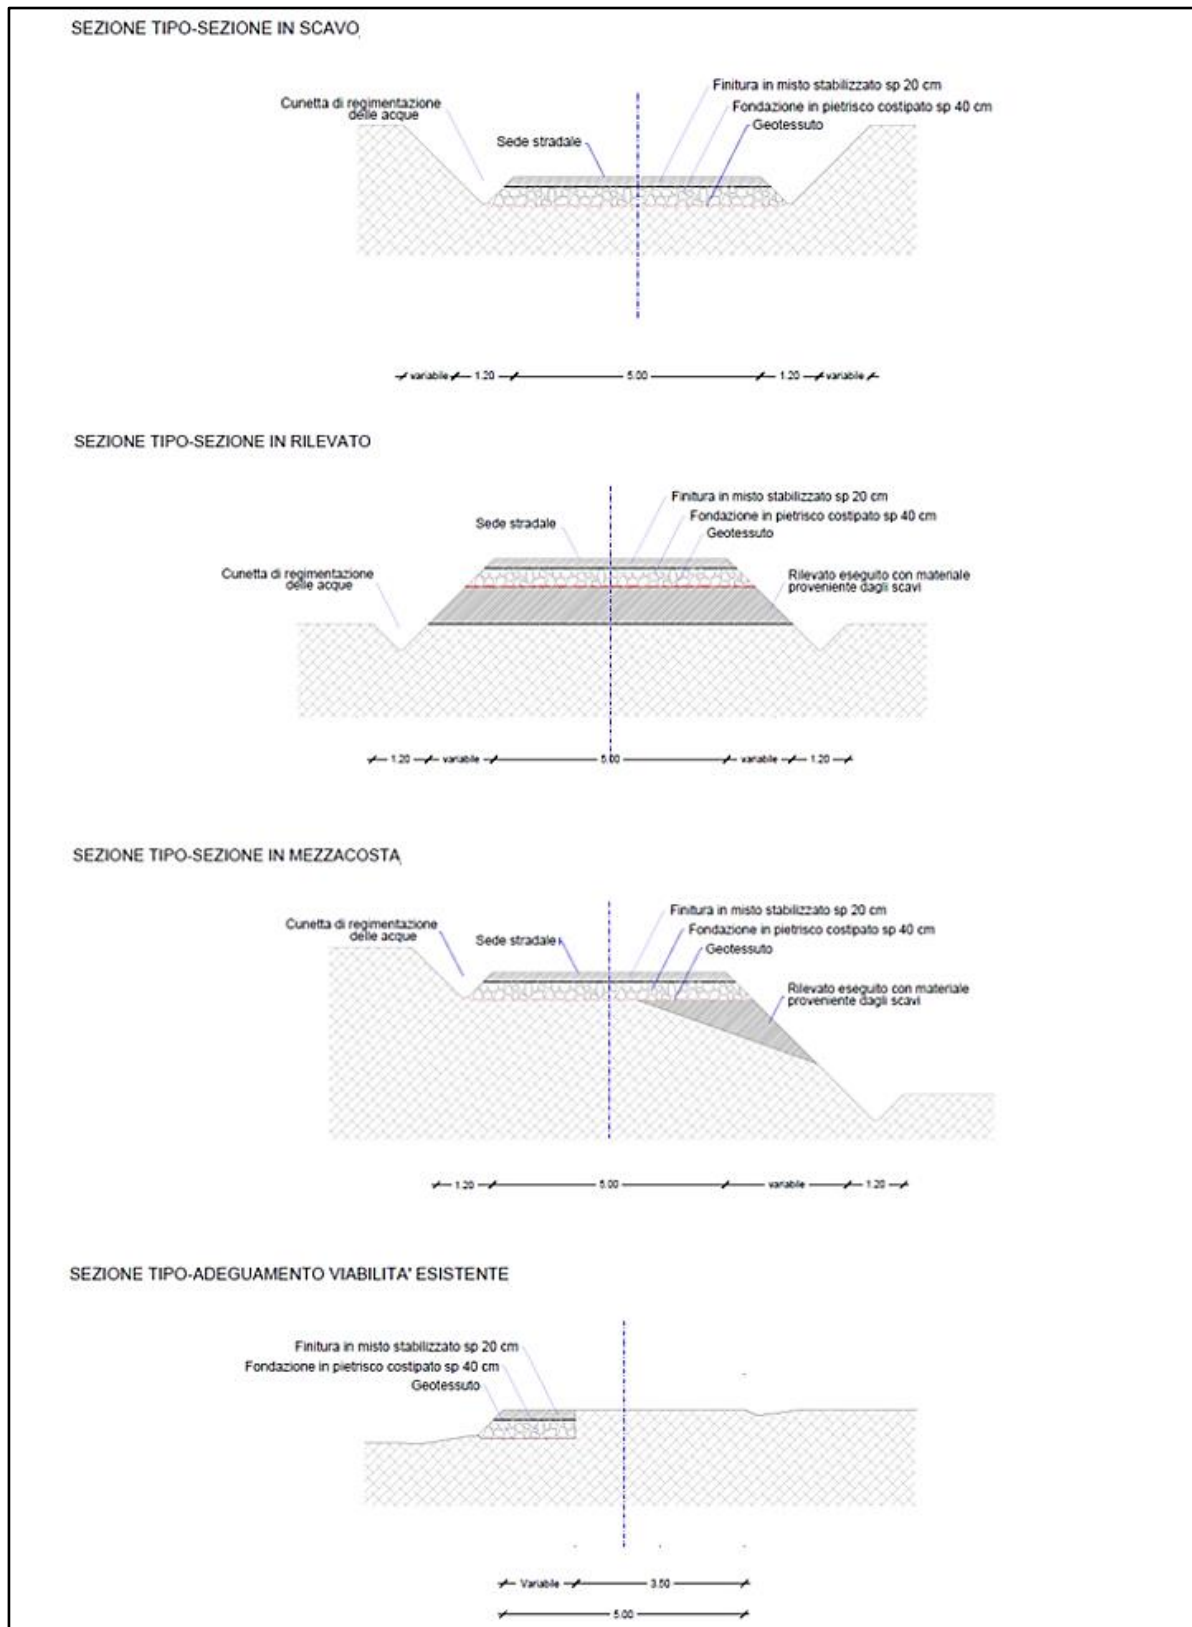 SEZIONE TIPO-SEZIONE IN SCAVO
Finitura in misto stabilizzato sp 20 cm
Cunetta di regimentazione
delle acque
Fondazione in pietrisco costipato sp 40 cm
Geotessuto
Sede stradale
variabile 1.20 5.00 1.20 variabile
SEZIONE TIPO-SEZIONE IN RILEVATO
Finitura in misto stabilizzato sp 20 cm
Fondazione in pietrisco costipato sp 40 cm
Sede stradale
Geotessuto
Cunetta di regimentazione
delle acque
Rilevato eseguito con materiale
proveniente dagli scavi
1.20 variabile 5.00 variabile 1.20
SEZIONE TIPO-SEZIONE IN MEZZACOSTA
Finitura in misto stabilizzato sp 20 cm
Cunetta di regimentazione
delle acque
Fondazione in pietrisco costipato sp 40 cm
Sede stradale
Geotessuto
Rilevato eseguito con materiale
proveniente dagli scavi
1.20 5.00 variabile 1.20
SEZIONE TIPO-ADEGUAMENTO VIABILITA' ESISTENTE
Finitura in misto stabilizzato sp 20 cm
Fondazione in pietrisco costipato sp 40 cm
Geotessuto
Variabile 3.50
5.00